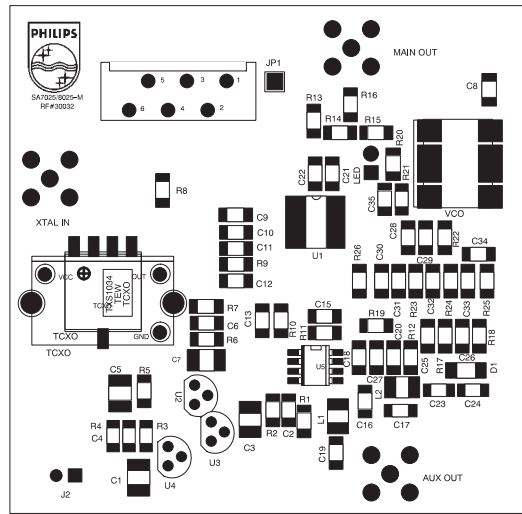 PHILIPS
SA7025/8025-M
RF#30032
JP1
5 3 1
6 4 2
MAIN OUT
C8
R16
R13
R14
R15
R20
LED
R21
C22
C21
C35
VCO
XTAL IN
R8
C9
C10
C11
R9
C12
U1
C28
C29
R22
C34
R26
C30
C31
R23
C32
R24
C33
R25
VCC
OUT
TCXO
TXS1034
TEW
TCXO
GND
TCXO
TCXO
R7
C6
R6
C7
C13
R10
C15
R11
R19
C18
C20
R12
C25
R17
R18
C26
D1
U5
C27
L2
C23
C24
C5
R5
U2
R4
C4
R3
U3
C3
R2
C2
R1
L1
C16
C17
C19
J2
C1
U4
AUX OUT